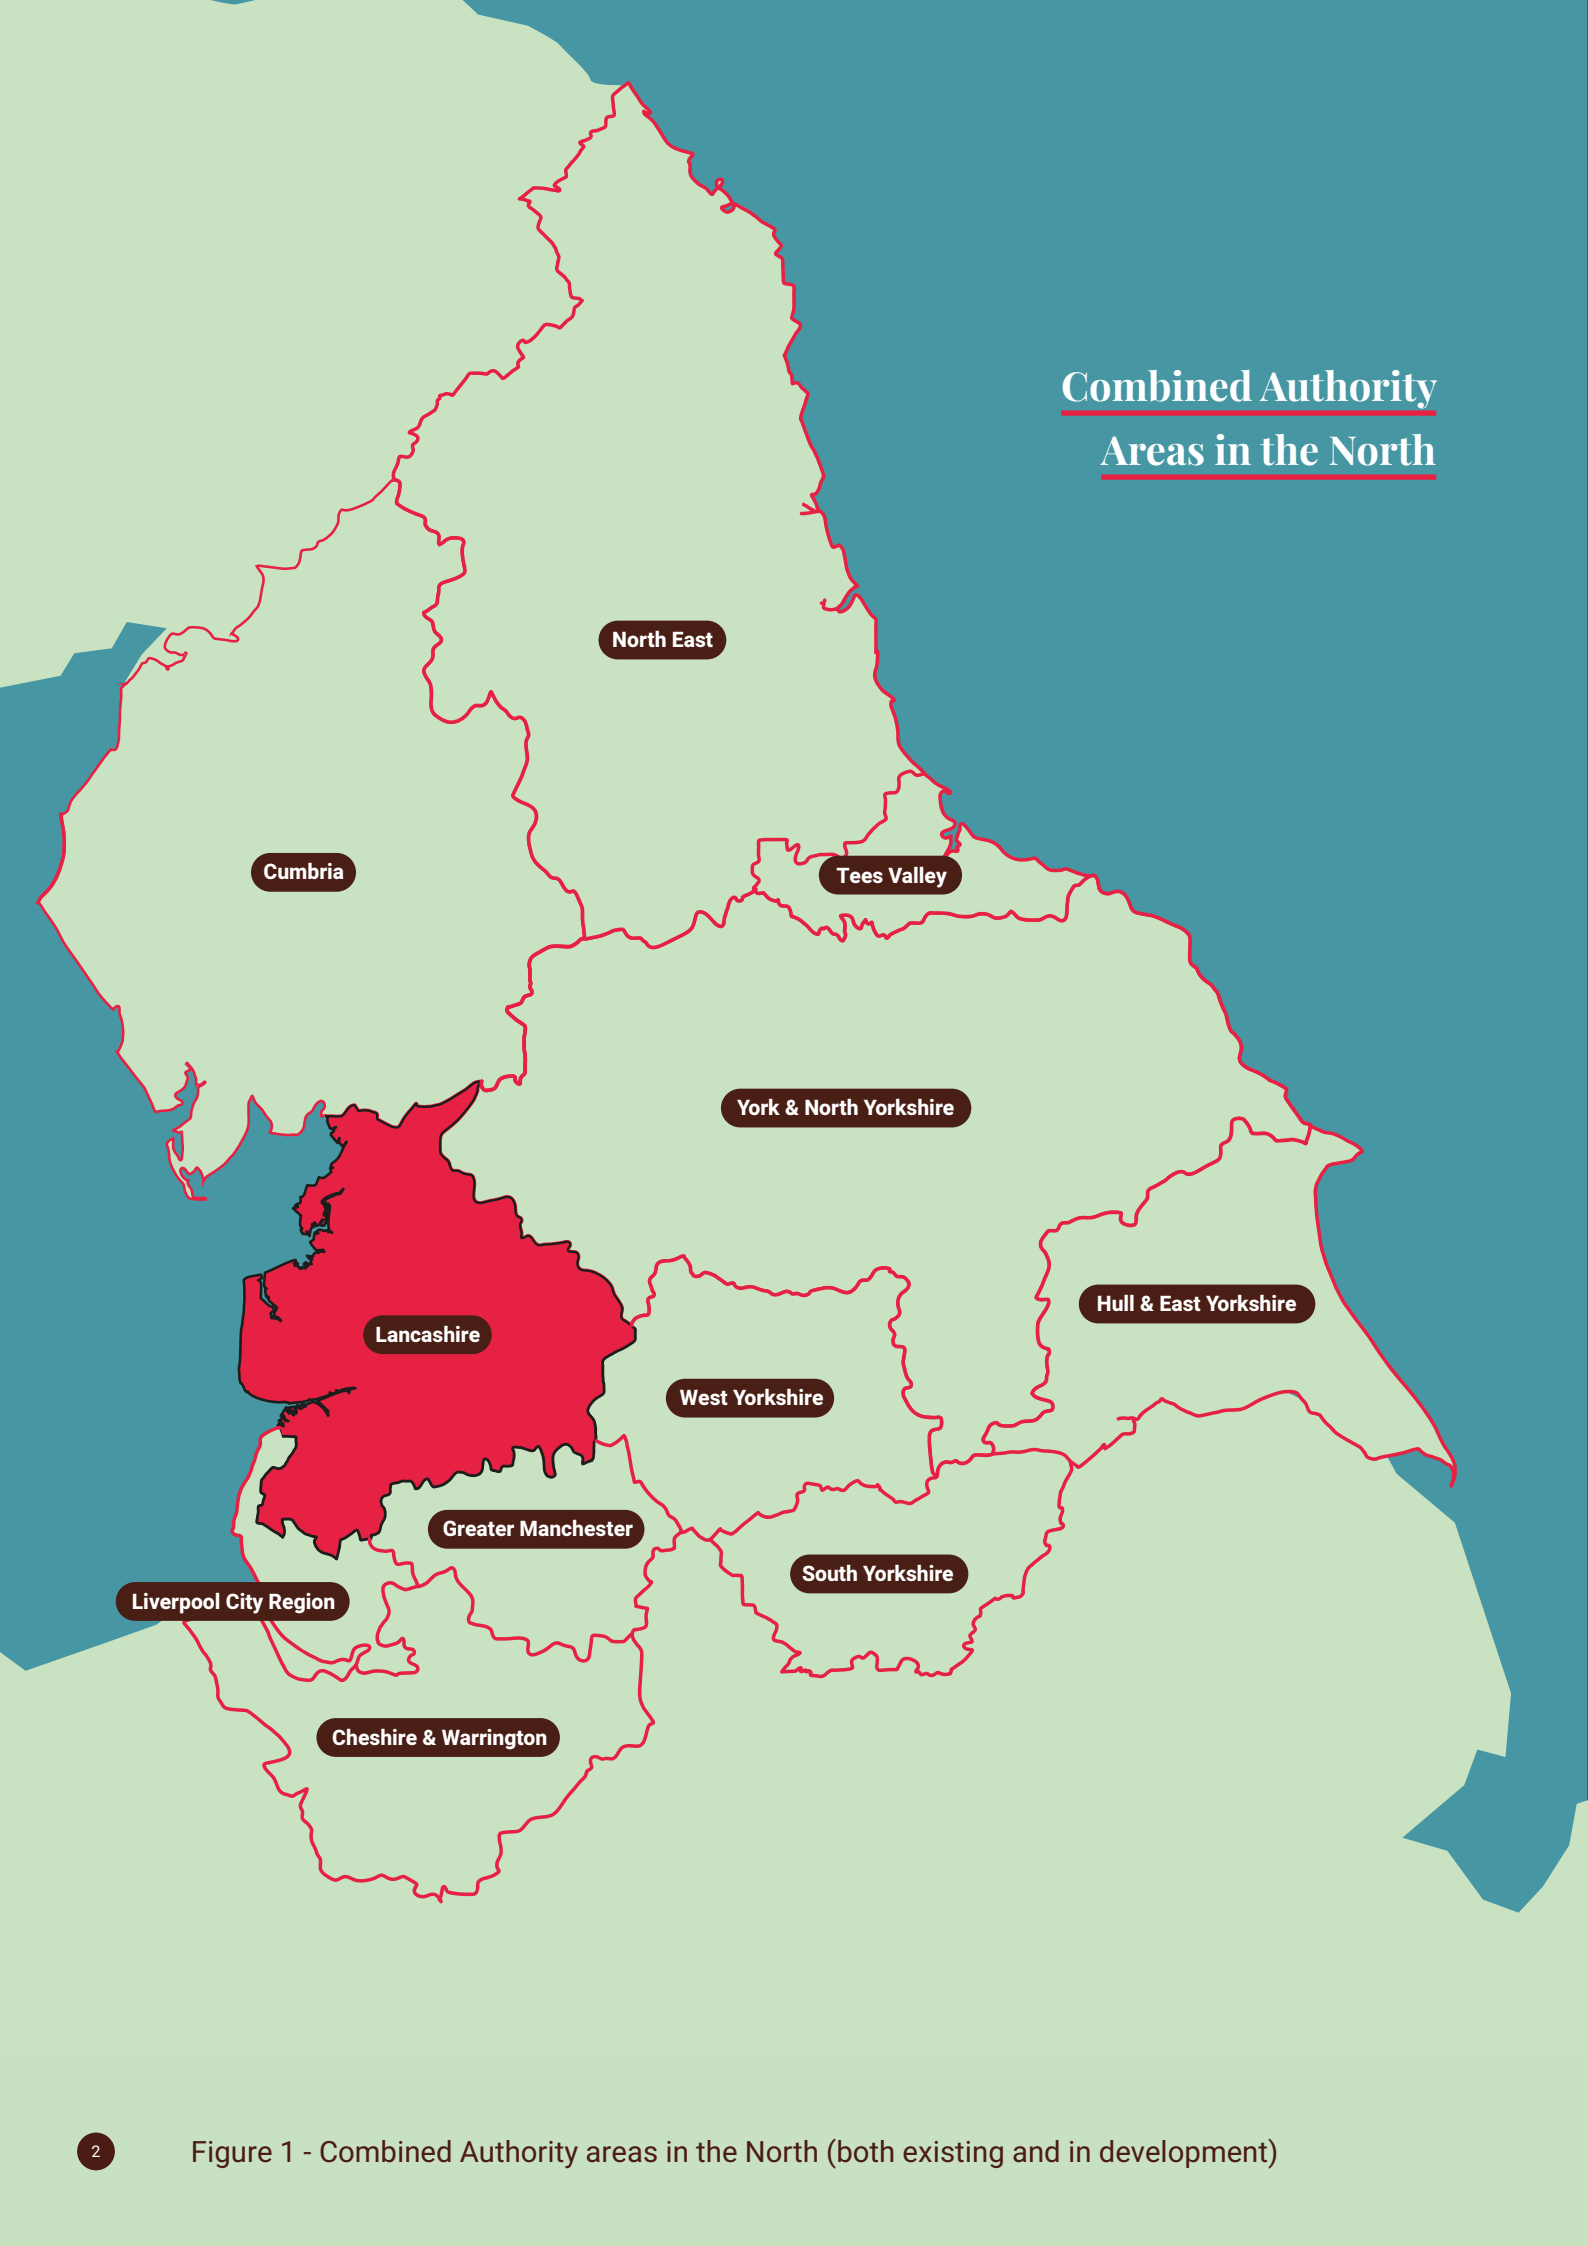 Combined Authority
Areas in the North
North East
Cumbria
Tees Valley
York & North Yorkshire
Hull & East Yorkshire
Lancashire
West Yorkshire
Greater Manchester
South Yorkshire
Liverpool City Region
Cheshire & Warrington
2
Figure 1 - Combined Authority areas in the North (both existing and in development)